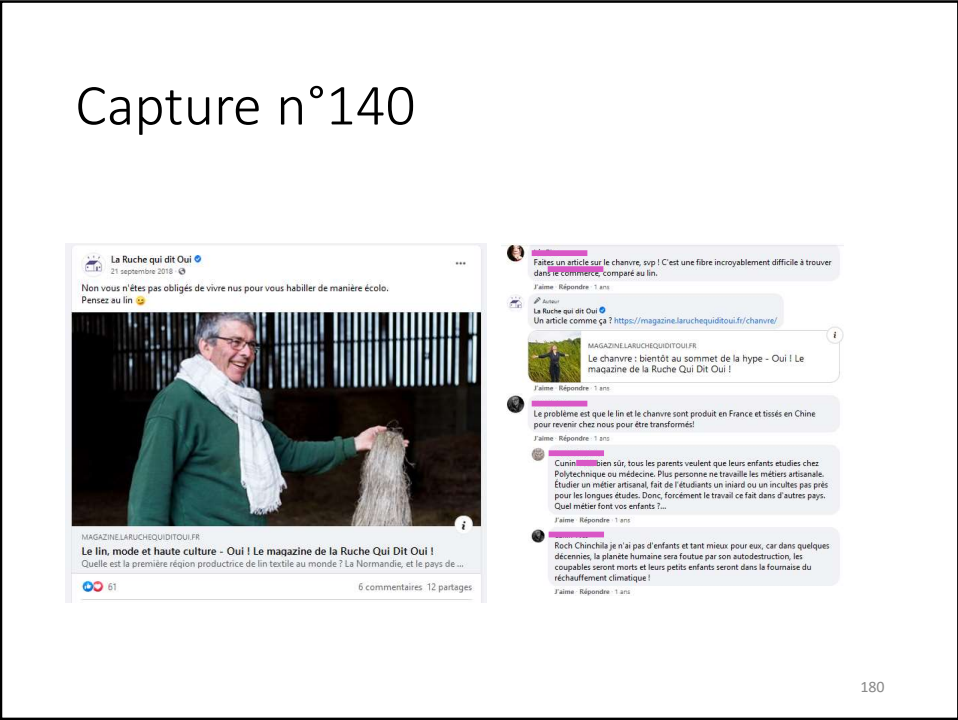 Capture n°140
La Ruche qui dit Oui
21 septembre 2018 ·
Non vous n'êtes pas obligés de vivre nus pour vous habiller de manière écolo.
Pensez au lin 😊
MAGAZINE.LARUCHEQUIDITOUI.FR
Le lin, mode et haute culture - Oui ! Le magazine de la Ruche Qui Dit Oui !
Quelle est la première région productrice de lin textile au monde ? La Normandie, et le pays de ...
61
6 commentaires 12 partages
Faites un article sur le chanvre, svp ! C'est une fibre incroyablement difficile à trouver
dans le commerce, comparé au lin.
J'aime · Répondre · 1 ans
Auteur
La Ruche qui dit Oui
Un article comme ça ? https://magazine.laruchequiditoui.fr/chanvre/
MAGAZINE.LARUCHEQUIDITOUI.FR
Le chanvre : bientôt au sommet de la hype - Oui ! Le
magazine de la Ruche Qui Dit Oui !
J'aime · Répondre · 1 ans
Le problème est que le lin et le chanvre sont produit en France et tissés en Chine
pour revenir chez nous pour être transformés!
J'aime · Répondre · 1 ans
bien sûr, tous les parents veulent que leurs enfants etudies chez
Polytechnique ou médecine. Plus personne ne travaille les métiers artisanale.
Étudier un métier artisanal, fait de l'étudiants un iniard ou un incultes pas près
pour les longues études. Donc, forcément le travail ce fait dans d'autres pays.
Quel métier font vos enfants ?...
J'aime · Répondre · 1 ans
Roch Chinchila je n'ai pas d'enfants et tant mieux pour eux, car dans quelques
décennies, la planète humaine sera foutue par son autodestruction, les
coupables seront morts et leurs petits enfants seront dans la fournaise du
réchauffement climatique !
J'aime · Répondre · 1 ans
180